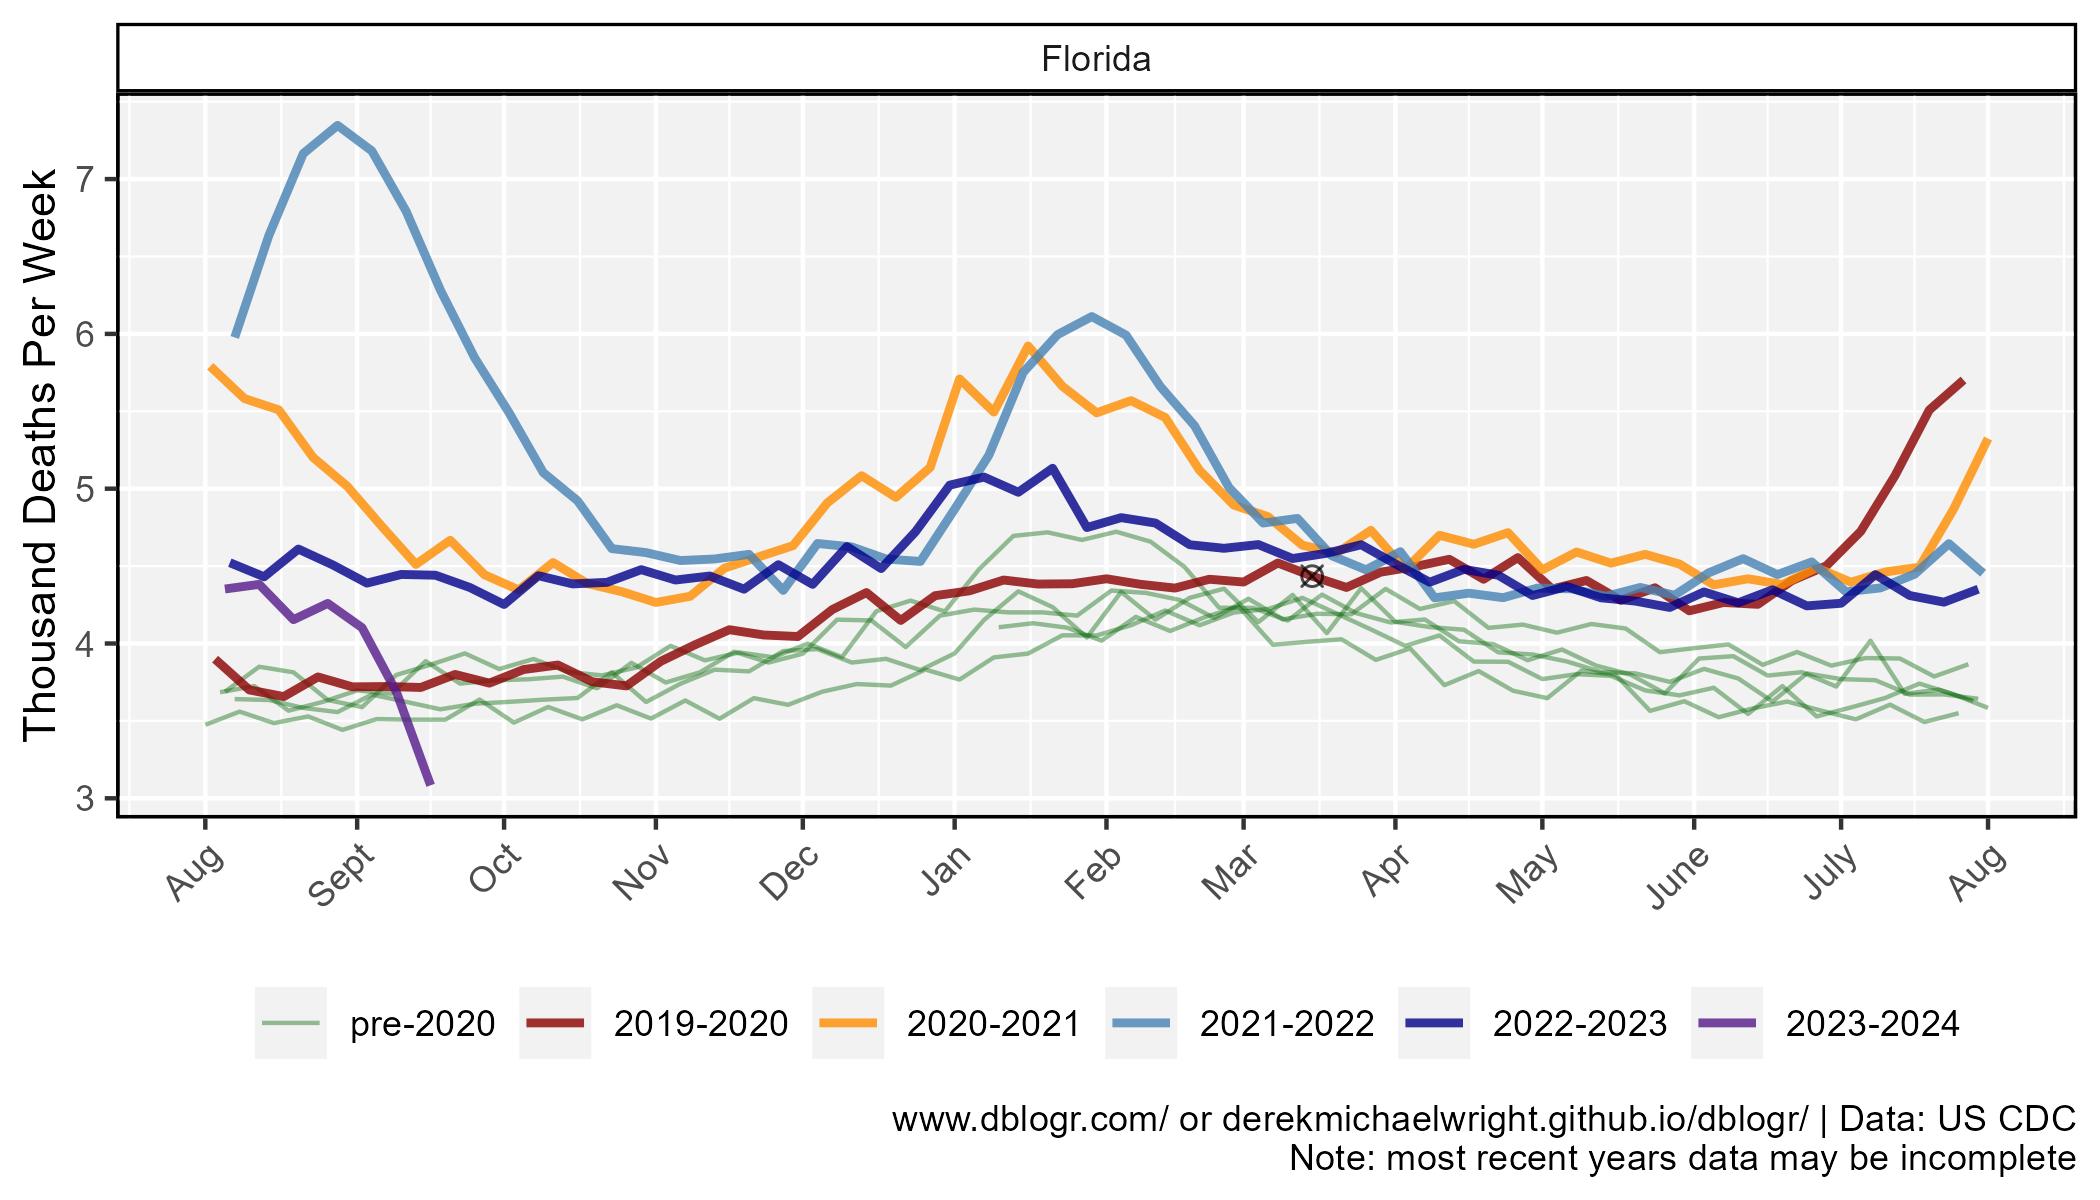 Florida
Thousand Deaths Per Week
7
6
5
4
3
Aug Sept Oct Nov Dec Jan Feb Mar Apr May June July Aug
pre-2020 2019-2020 2020-2021 2021-2022 2022-2023 2023-2024
www.dblogr.com/ or derekmichaelwright.github.io/dblogr/ | Data: US CDC
Note: most recent years data may be incomplete